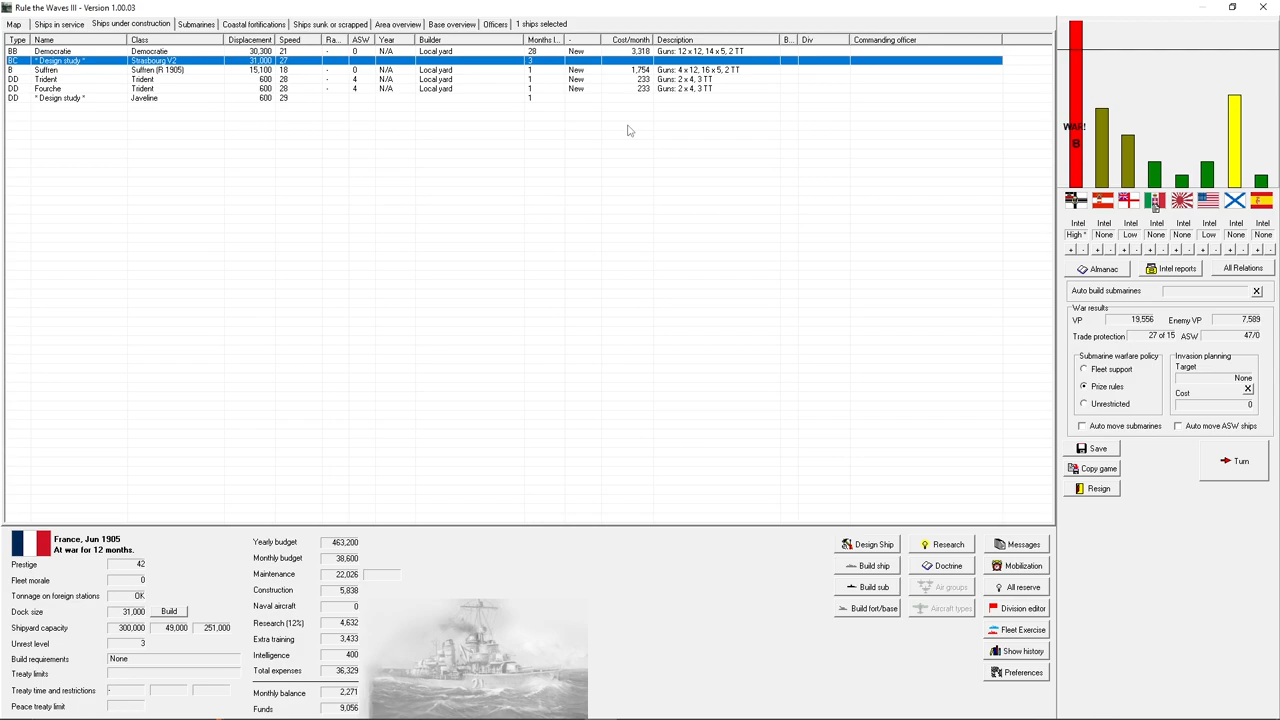 Rule the Waves III - Version 1.00.03
Map Ships in service Ships under construction Submarines Coastal fortifications Ships sunk or scrapped Area overview Base overview Officers 1 ships selected
Type Name Class Displacement Speed Ra... ASW Year Builder Months l... - Cost/month Description B... Div Commanding officer
BB Democratie Democratie 30,300 21 - 0 N/A Local yard 28 New 3,318 Guns: 12 x 12, 14 x 5, 2 TT
BC * Design study * Strasbourg V2 31,000 27 3
B Suffren Suffren (R 1905) 15,100 18 - 0 N/A Local yard 1 New 1,754 Guns: 4 x 12, 16 x 5, 2 TT
DD Trident Trident 600 28 - 4 N/A Local yard 1 New 233 Guns: 2 x 4, 3 TT
DD Fourche Trident 600 28 - 4 N/A Local yard 1 New 233 Guns: 2 x 4, 3 TT
DD * Design study * Javeline 600 29 1
WAR!
8
Intel Intel Intel Intel Intel Intel Intel Intel
High * None Low None None Low None None
+ - + - + - + - + - + - + - + -
Almanac Intel reports All Relations
Auto build submarines X
War results
VP 19,556 Enemy VP 7,589
Trade protection 27 of 15 ASW 47/0
Submarine warfare policy
Fleet support
Prize rules
Unrestricted
Invasion planning
Target
None
Cost X
0
Auto move submarines Auto move ASW ships
Save
Copy game
Resign
Turn
France, Jun 1905
At war for 12 months.
Prestige 42
Fleet morale 0
Tonnage on foreign stations OK
Dock size 31,000 Build
Shipyard capacity 300,000 49,000 251,000
Unrest level 3
Build requirements None
Treaty limits
Treaty time and restrictions -
Peace treaty limit
Yearly budget 463,200
Monthly budget 38,600
Maintenance 22,026
Construction 5,838
Naval aircraft 0
Research (12%) 4,632
Extra training 3,433
Intelligence 400
Total expenses 36,329
Monthly balance 2,271
Funds 9,056
Design Ship Research Messages
Build ship Doctrine Mobilization
Build sub Air groups All reserve
Build fort/base Aircraft types Division editor
Fleet Exercise
Show history
Preferences